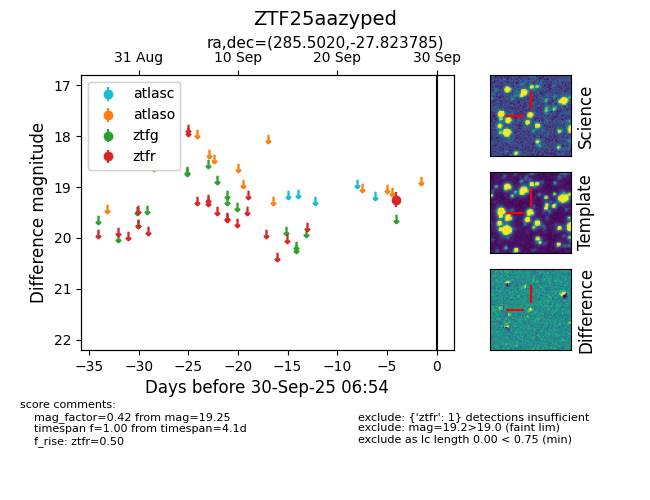 ZTF25aazyped
ra,dec=(285.5020,-27.823785)
31 Aug
10 Sep
20 Sep
30 Sep
atlasc
atlaso
ztfg
ztfr
17
18
19
20
21
22
Difference magnitude
−35
−30
−25
−20
−15
−10
−5
0
Days before 30-Sep-25 06:54
Science
Template
Difference
score comments:
mag_factor=0.42 from mag=19.25
timespan f=1.00 from timespan=4.1d
f_rise: ztfr=0.50
exclude: {'ztfr': 1} detections insufficient
exclude: mag=19.2>19.0 (faint lim)
exclude as lc length 0.00 < 0.75 (min)